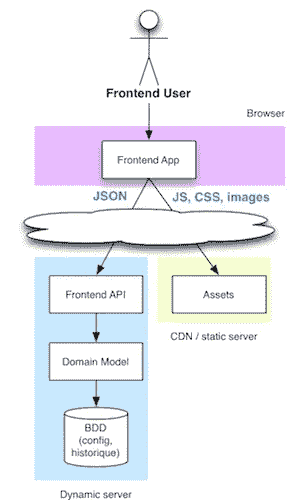 Frontend User
Browser
Frontend App
JSON
JS, CSS, images
Frontend API
Assets
CDN / static server
Domain Model
BDD
(config,
historique)
Dynamic server